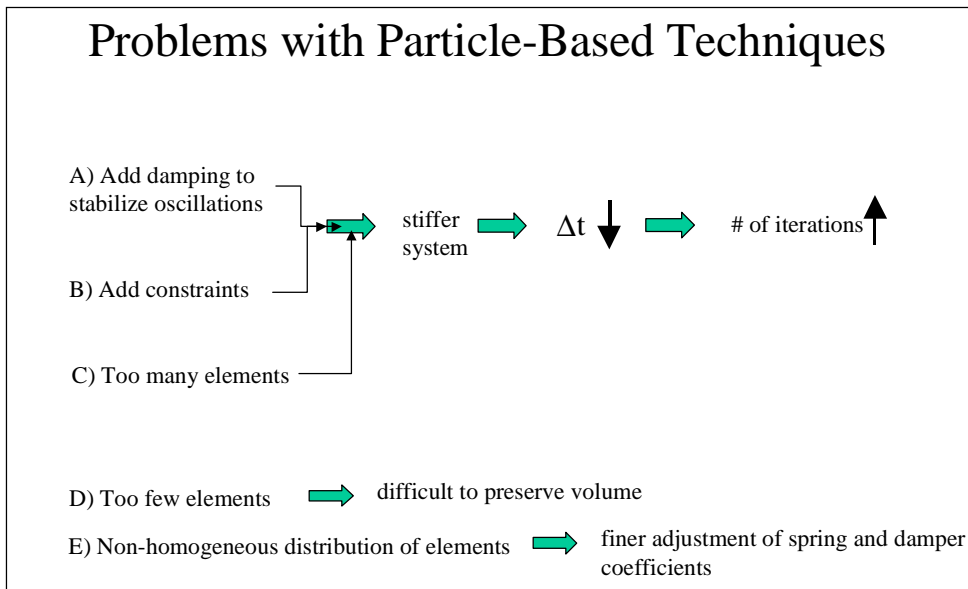 Problems with Particle-Based Techniques
A) Add damping to
stabilize oscillations
stiffer
system
Δt
# of iterations
B) Add constraints
C) Too many elements
D) Too few elements
difficult to preserve volume
E) Non-homogeneous distribution of elements
finer adjustment of spring and damper
coefficients